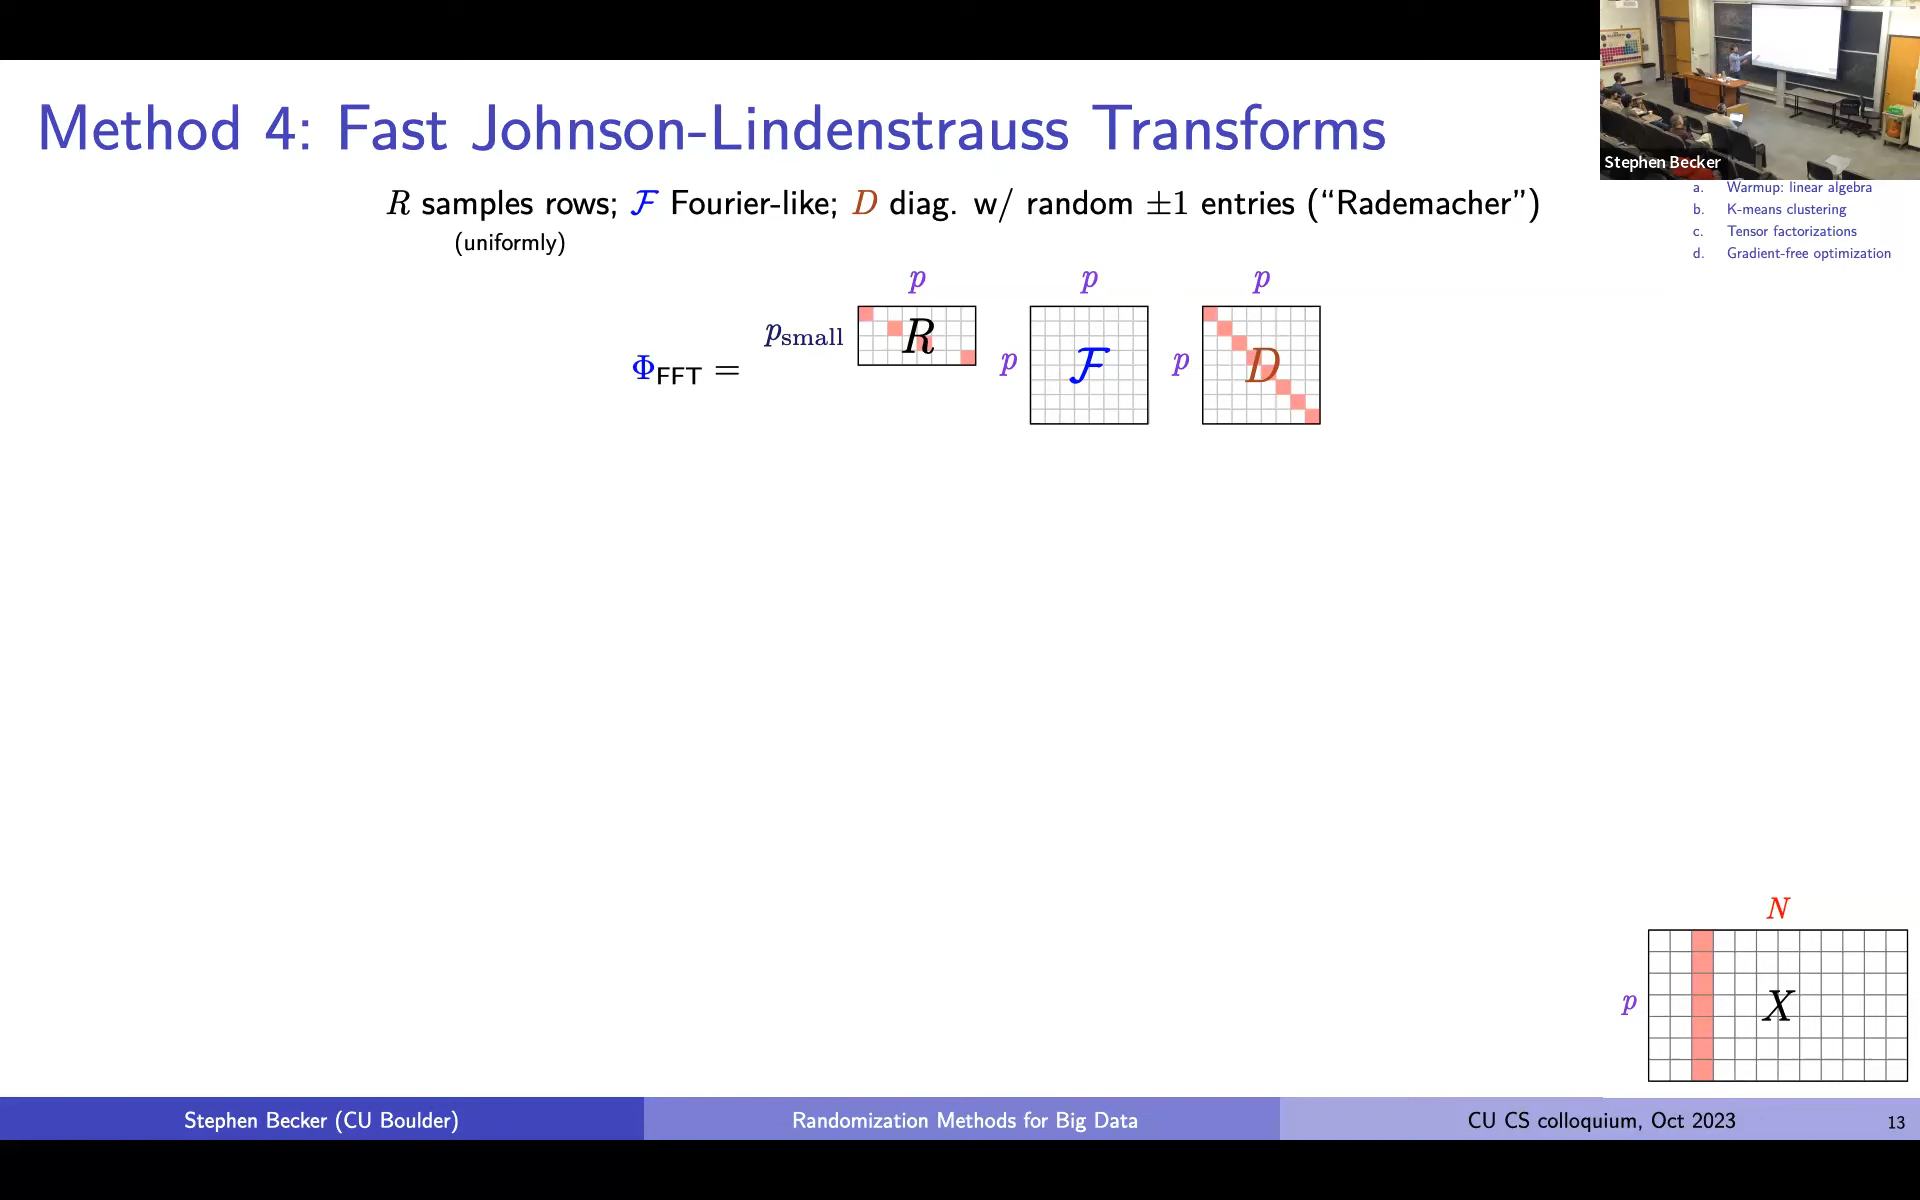 Method 4: Fast Johnson-Lindenstrauss Transforms
Stephen Becker
a. Warmup: linear algebra
b. K-means clustering
c. Tensor factorizations
d. Gradient-free optimization
R samples rows; ℱ Fourier-like; D diag. w/ random ±1 entries (“Rademacher”)
(uniformly)
p p p
p_small R
Φ_FFT = p ℱ p D
N
p X
Stephen Becker (CU Boulder) Randomization Methods for Big Data CU CS colloquium, Oct 2023 13